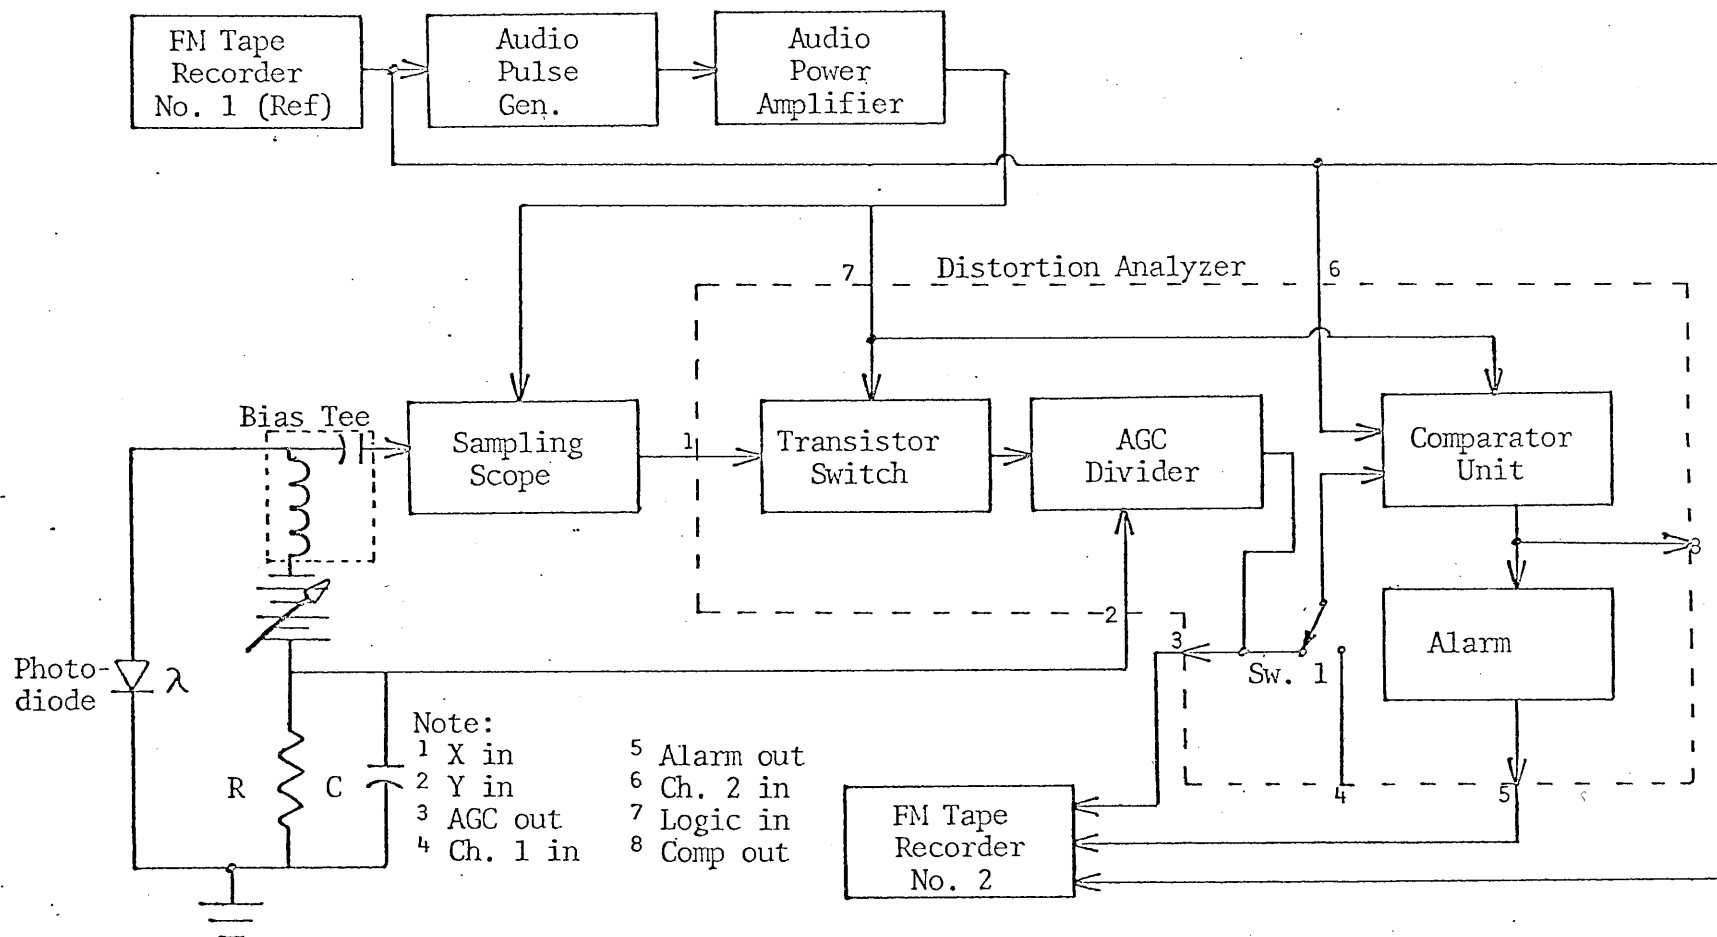 FM Tape
Recorder
No. 1 (Ref)
Audio
Pulse
Gen.
Audio
Power
Amplifier
7
Distortion Analyzer
6
Bias Tee
Sampling
Scope
1
Transistor
Switch
AGC
Divider
Comparator
Unit
8
2
3
Sw. 1
Alarm
Photo-
diode
λ
R
C
Note:
1 X in
2 Y in
3 AGC out
4 Ch. 1 in
5 Alarm out
6 Ch. 2 in
7 Logic in
8 Comp out
4
5
FM Tape
Recorder
No. 2